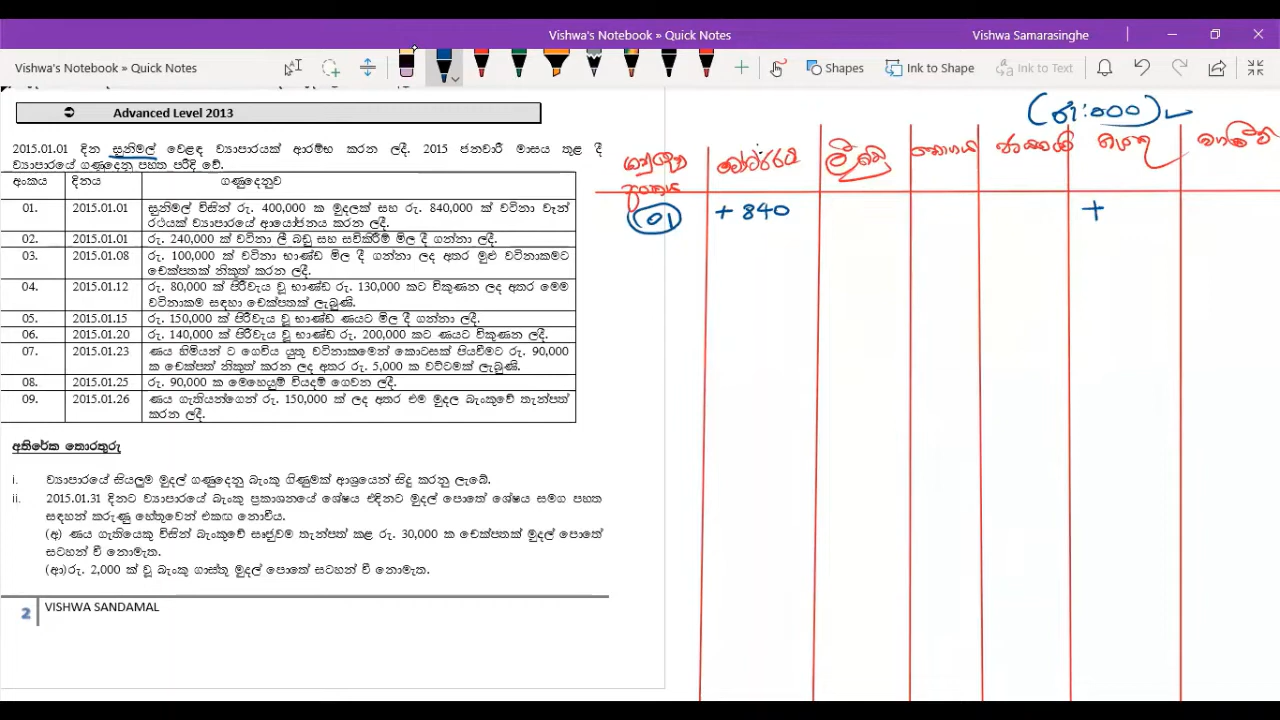 Vishwa's Notebook » Quick Notes
Vishwa Samarasinghe
Vishwa's Notebook » Quick Notes
Shapes
Ink to Shape
Ink to Text
Advanced Level 2013
2015.01.01 දින සුනිමල් වෙළඳ ව්‍යාපාරයක් ආරම්භ කරන ලදී. 2015 ජනවාරි මාසය තුළ දී
ව්‍යාපාරයේ ගණුදෙනු පහත පරිදි වේ.
අංකය දිනය ගණුදෙනුව
01. 2015.01.01 සුනිමල් විසින් රු. 400,000 ක මුදලක් සහ රු. 840,000 ක් වටිනා වෑන්
රථයක් ව්‍යාපාරයේ ආයෝජනය කරන ලදී.
02. 2015.01.01 රු. 240,000 ක් වටිනා ලී බඩු සහ සවිකිරීම් මිල දී ගන්නා ලදී.
03. 2015.01.08 රු. 100,000 ක් වටිනා භාණ්ඩ මිල දී ගන්නා ලද අතර මුළු වටිනාකමට
චෙක්පතක් නිකුත් කරන ලදී.
04. 2015.01.12 රු. 80,000 ක් පිරිවැය වූ භාණ්ඩ රු. 130,000 කට විකුණන ලද අතර මෙම
වටිනාකම සඳහා චෙක්පතක් ලැබුණි.
05. 2015.01.15 රු. 150,000 ක් පිරිවැය වූ භාණ්ඩ ණයට මිල දී ගන්නා ලදී.
06. 2015.01.20 රු. 140,000 ක් පිරිවැය වූ භාණ්ඩ රු. 200,000 කට ණයට විකුණන ලදී.
07. 2015.01.23 ණය හිමියන් ට ගෙවිය යුතු වටිනාකමෙන් කොටසක් පියවීමට රු. 90,000
ක චෙක්පත් නිකුත් කරන ලද අතර රු. 5,000 ක වට්ටමක් ලැබුණි.
08. 2015.01.25 රු. 90,000 ක මෙහෙයුම් වියදම් ගෙවන ලදී.
09. 2015.01.26 ණය ගැතියන්ගෙන් රු. 150,000 ක් ලද අතර එම මුදල බැංකුවේ තැන්පත්
කරන ලදී.
අතිරේක තොරතුරු
i. ව්‍යාපාරයේ සියලුම මුදල් ගණුදෙනු බැංකු ගිණුමක් ආශ්‍රයෙන් සිදු කරනු ලැබේ.
ii. 2015.01.31 දිනට ව්‍යාපාරයේ බැංකු ප්‍රකාශනයේ ශේෂය එදිනට මුදල් පොතේ ශේෂය සමග පහත
සඳහන් කරුණු හේතුවෙන් එකඟ නොවීය.
(අ) ණය ගැතියෙකු විසින් බැංකුවේ සෘජුවම තැන්පත් කළ රු. 30,000 ක චෙක්පතක් මුදල් පොතේ
සටහන් වී නොමැත.
(ආ) රු. 2,000 ක් වූ බැංකු ගාස්තු මුදල් පොතේ සටහන් වී නොමැත.
2 VISHWA SANDAMAL
(රු.'000)
ගනුදෙනු මෝටර්රථ ලී බඩු තොගය ණයගැති බැංකු
අංකය
01 + 840 +